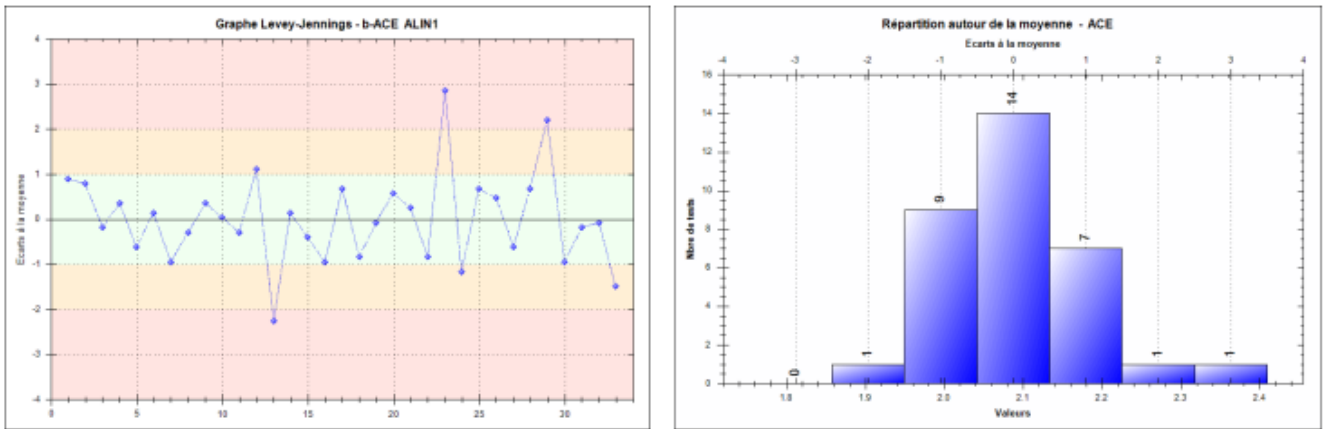 Graphe Levey-Jennings - b-ACE ALIN1
Ecarts à la moyenne
4
3
2
1
0
-1
-2
-3
-4
0 5 10 15 20 25 30
Répartition autour de la moyenne - ACE
Ecarts à la moyenne
-4 -3 -2 -1 0 1 2 3 4
Nbre de tests
16
14
12
10
8
6
4
2
0
0 1 9 14 7 1 1
1.8 1.9 2.0 2.1 2.2 2.3 2.4
Valeurs